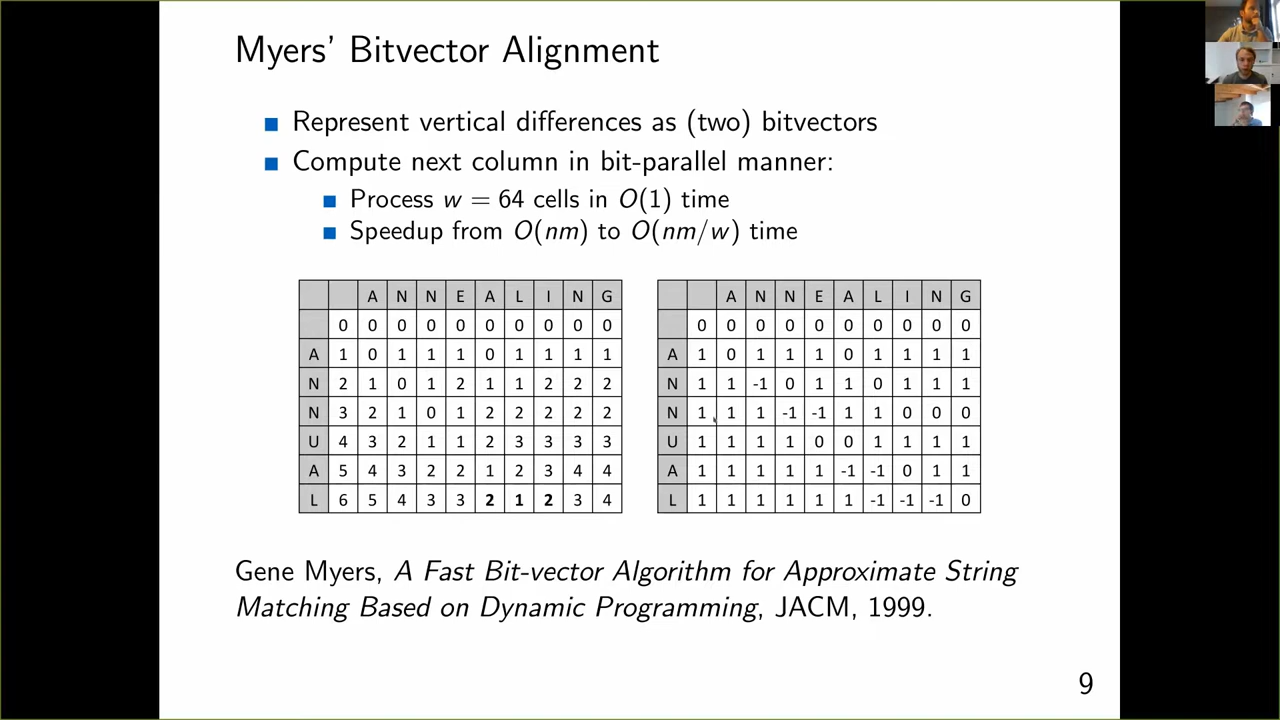 Myers' Bitvector Alignment
Represent vertical differences as (two) bitvectors
Compute next column in bit-parallel manner:
Process w = 64 cells in O(1) time
Speedup from O(nm) to O(nm/w) time
A N N E A L I N G
0 0 0 0 0 0 0 0 0 0
A 1 0 1 1 1 0 1 1 1 1
N 2 1 0 1 2 1 1 2 2 2
N 3 2 1 0 1 2 2 2 2 2
U 4 3 2 1 1 2 3 3 3 3
A 5 4 3 2 2 1 2 3 4 4
L 6 5 4 3 3 2 1 2 3 4
A N N E A L I N G
0 0 0 0 0 0 0 0 0 0
A 1 0 1 1 1 0 1 1 1 1
N 1 1 -1 0 1 1 0 1 1 1
N 1 1 1 -1 -1 1 1 0 0 0
U 1 1 1 1 0 0 1 1 1 1
A 1 1 1 1 1 -1 -1 0 1 1
L 1 1 1 1 1 1 -1 -1 -1 0
Gene Myers, A Fast Bit-vector Algorithm for Approximate String
Matching Based on Dynamic Programming, JACM, 1999.
9